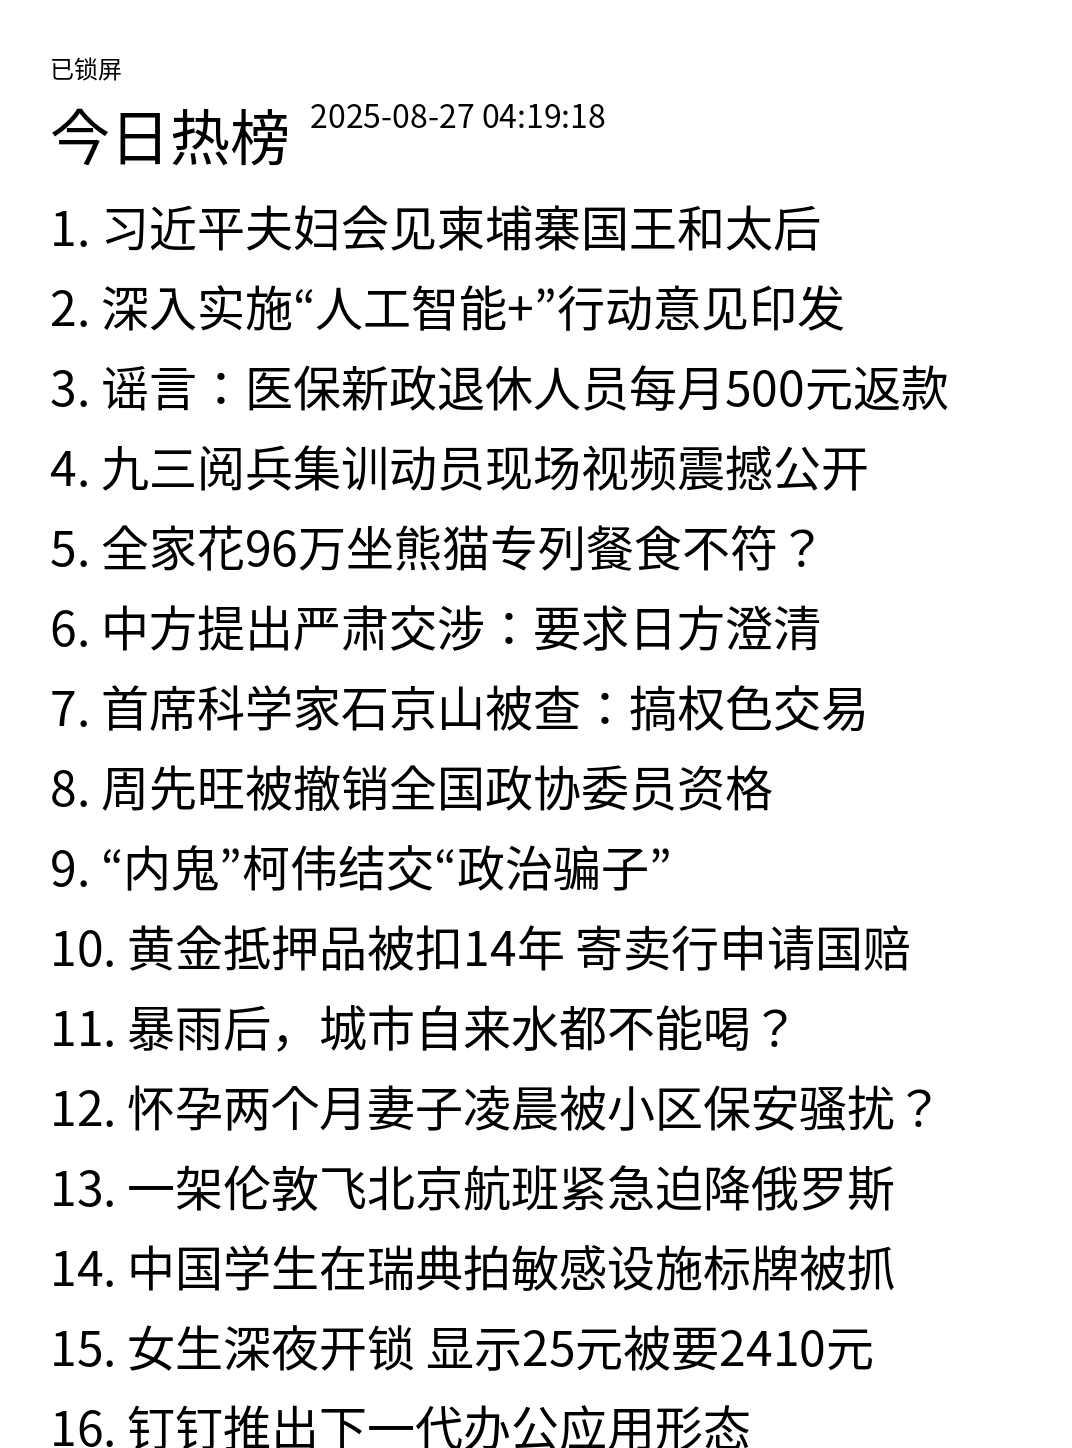 已锁屏
今日热榜 2025-08-27 04:19:18
1. 习近平夫妇会见柬埔寨国王和太后
2. 深入实施“人工智能+”行动意见印发
3. 谣言：医保新政退休人员每月500元返款
4. 九三阅兵集训动员现场视频震撼公开
5. 全家花96万坐熊猫专列餐食不符？
6. 中方提出严肃交涉：要求日方澄清
7. 首席科学家石京山被查：搞权色交易
8. 周先旺被撤销全国政协委员资格
9. “内鬼”柯伟结交“政治骗子”
10. 黄金抵押品被扣14年 寄卖行申请国赔
11. 暴雨后，城市自来水都不能喝？
12. 怀孕两个月妻子凌晨被小区保安骚扰？
13. 一架伦敦飞北京航班紧急迫降俄罗斯
14. 中国学生在瑞典拍敏感设施标牌被抓
15. 女生深夜开锁 显示25元被要2410元
16. 钉钉推出下一代办公应用形态